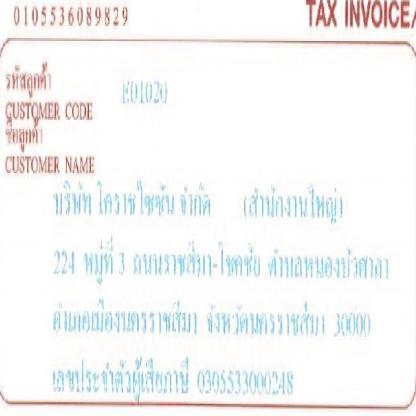 0105536089829 TAX INVOICE/
รหัสลูกค้า E01020
CUSTOMER CODE
ชื่อลูกค้า
CUSTOMER NAME
บริษัท โคราชไซซัน จำกัด (สำนักงานใหญ่)
224 หมู่ที่ 3 ถนนราชสีมา-โชคชัย ตำบลหนองบัวศาลา
อำเภอเมืองนครราชสีมา จังหวัดนครราชสีมา 30000
เลขประจำตัวผู้เสียภาษี 0305533000248